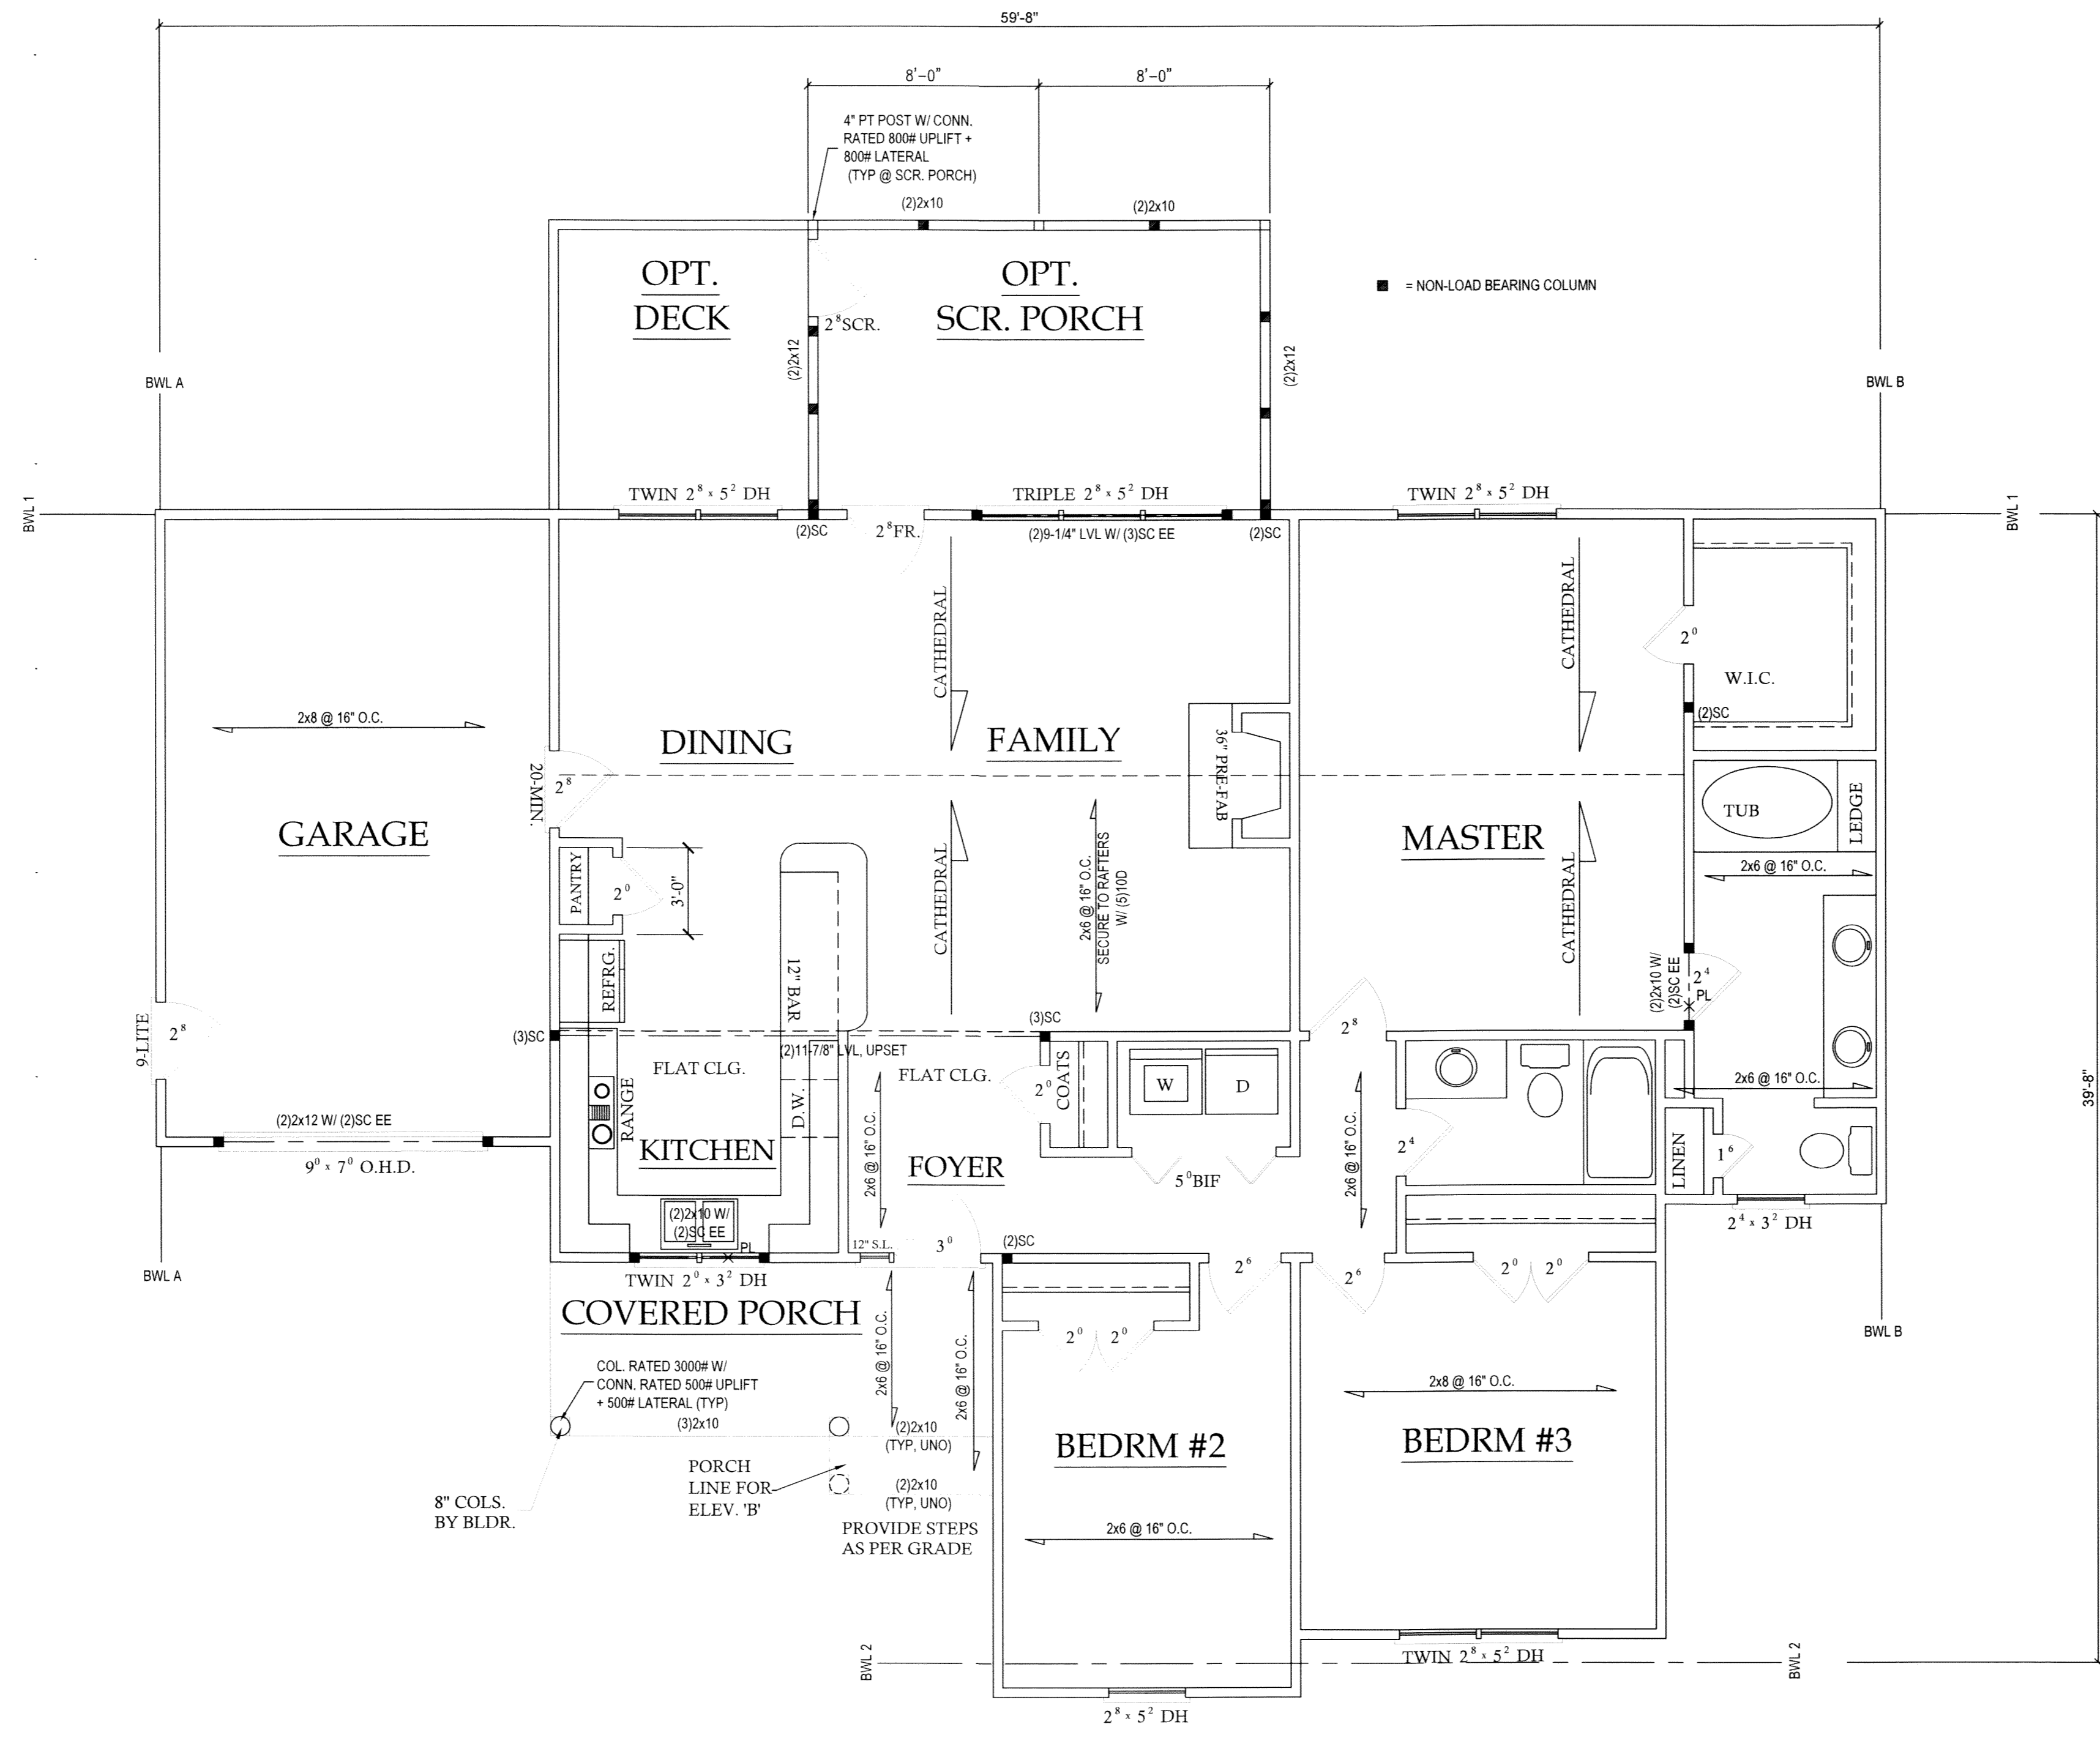 59'-8"
8'-0"
8'-0"
4" PT POST W/ CONN.
RATED 800# UPLIFT +
800# LATERAL
(TYP @ SCR. PORCH)
(2)2x10
(2)2x10
OPT.
DECK
OPT.
SCR. PORCH
= NON-LOAD BEARING COLUMN
2⁸SCR.
(2)2x12
(2)2x12
BWL A
BWL B
BWL 1
BWL 1
TWIN 2⁸ x 5² DH
TRIPLE 2⁸ x 5² DH
TWIN 2⁸ x 5² DH
(2)SC
2⁸FR.
(2)9-1/4" LVL W/ (3)SC EE
(2)SC
CATHEDRAL
CATHEDRAL
2⁰
W.I.C.
(2)SC
2x8 @ 16" O.C.
DINING
FAMILY
36" PRE-FAB
20-MIN.
2⁸
GARAGE
MASTER
TUB
LEDGE
PANTRY
2⁰
3'-0"
CATHEDRAL
2x6 @ 16" O.C.
SECURE TO RAFTERS
W/ (5)10D
CATHEDRAL
2x6 @ 16" O.C.
REFRG.
12" BAR
(2)2x10 W/
(2)SC EE
2⁴
PL
9-LITE
2⁸
(3)SC
(3)SC
2⁸
(2)11-7/8" LVL, UPSET
FLAT CLG.
FLAT CLG.
2⁰
COATS
W
D
2x6 @ 16" O.C.
39'-8"
RANGE
D.W.
(2)2x12 W/ (2)SC EE
9⁰ x 7⁰ O.H.D.
KITCHEN
2x6 @ 16" O.C.
FOYER
5⁰BIF
2x6 @ 16" O.C.
2⁴
LINEN
1⁶
(2)2x10 W/
(2)SC EE
PL
12" S.L.
3⁰
(2)SC
2⁴ x 3² DH
BWL A
TWIN 2⁰ x 3² DH
2⁶
2⁶
2⁰
2⁰
COVERED PORCH
BWL B
2⁰
2⁰
2x6 @ 16" O.C.
2x6 @ 16" O.C.
COL. RATED 3000# W/
CONN. RATED 500# UPLIFT
+ 500# LATERAL (TYP)
(3)2x10
2x8 @ 16" O.C.
(2)2x10
(TYP, UNO)
BEDRM #2
BEDRM #3
PORCH
LINE FOR
ELEV. 'B'
(2)2x10
(TYP, UNO)
8" COLS.
BY BLDR.
PROVIDE STEPS
AS PER GRADE
2x6 @ 16" O.C.
BWL 2
TWIN 2⁸ x 5² DH
BWL 2
2⁸ x 5² DH